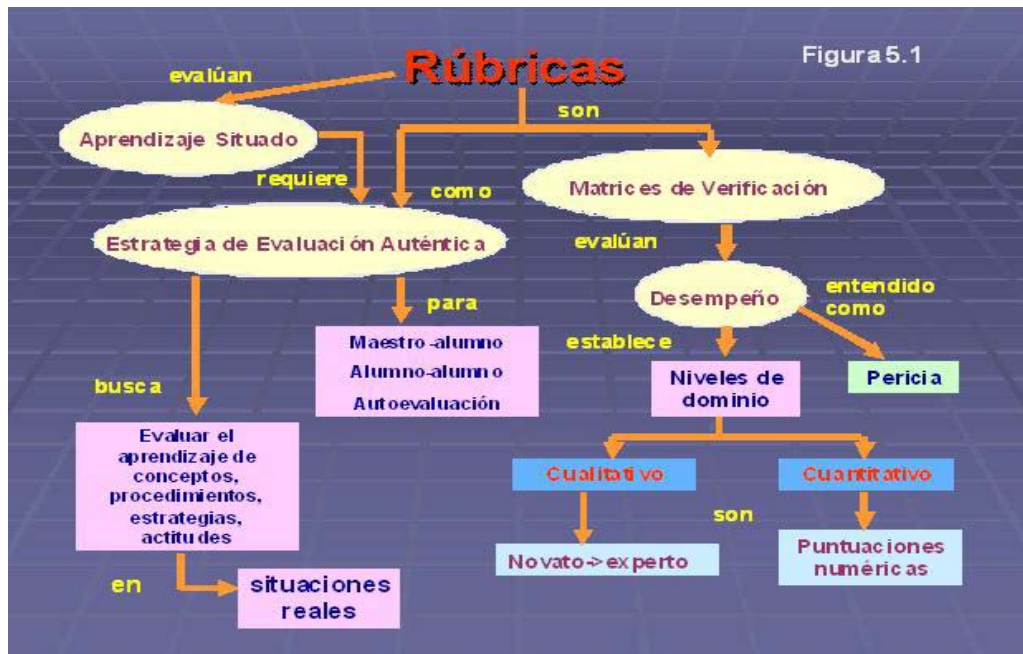 Rúbricas
Figura 5.1
evalúan
son
Aprendizaje Situado
requiere
como
Matrices de Verificación
Estrategia de Evaluación Auténtica
evalúan
para
Desempeño
entendido
como
establece
Maestro-alumno
Alumno-alumno
Autoevaluación
busca
Niveles de
dominio
Pericia
Evaluar el
aprendizaje de
conceptos,
procedimientos,
estrategias,
actitudes
Cualitativo
Cuantitativo
son
Novato->experto
Puntuaciones
numéricas
en
situaciones
reales